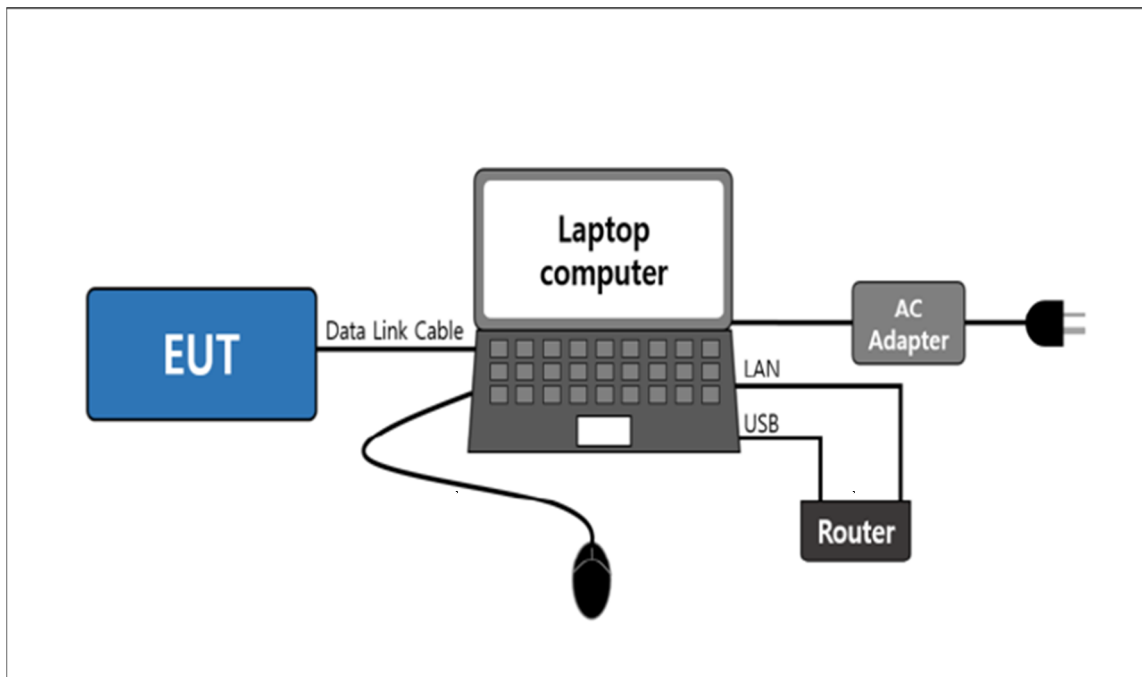 Laptop
computer
EUT
Data Link Cable
AC
Adapter
LAN
USB
Router